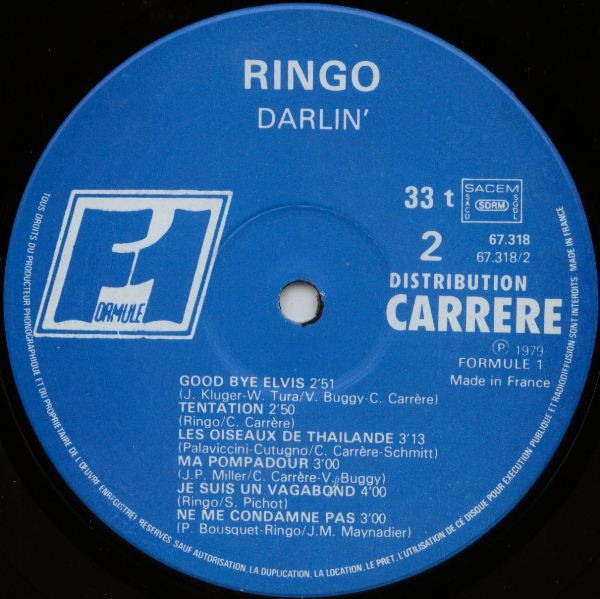 RINGO
DARLIN'
33 t
SACEM
SACD
SDRM
SGDL
2
67.318
67.318/2
DISTRIBUTION
CARRERE
Ⓟ 1979
FORMULE 1
Made in France
FORMULE
GOOD BYE ELVIS 2'51
(J. Kluger-W. Tura/V. Buggy-C. Carrère)
TENTATION 2'50
(Ringo/C. Carrère)
LES OISEAUX DE THAILANDE 3'13
(Palaviccini-Cutugno/C. Carrère-Schmitt)
MA POMPADOUR 3'00
(J.P. Miller/C. Carrère-V. Buggy)
JE SUIS UN VAGABOND 4'00
(Ringo/S. Pichot)
NE ME CONDAMNE PAS 3'00
(P. Bousquet-Ringo/J.M. Maynadier)
TOUS DROITS DU PRODUCTEUR PHONOGRAPHIQUE ET DU PROPRIETAIRE DE L'ŒUVRE ENREGISTRÉE RÉSERVÉS SAUF AUTORISATION, LA DUPLICATION, LA LOCATION, LE PRÊT, L'UTILISATION DE CE DISQUE POUR EXÉCUTION PUBLIQUE ET RADIODIFFUSION SONT INTERDITS MADE IN FRANCE